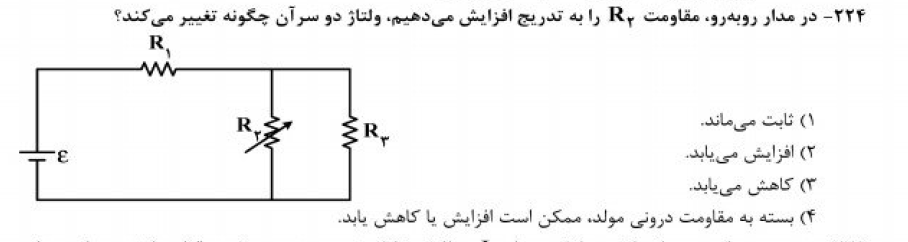 ۲۲۴- در مدار روبه‌رو، مقاومت R۲ را به تدریج افزایش می‌دهیم، ولتاژ دو سر آن چگونه تغییر می‌کند؟
R۱
R۲
R۳
ε
۱) ثابت می‌ماند.
۲) افزایش می‌یابد.
۳) کاهش می‌یابد.
۴) بسته به مقاومت درونی مولد، ممکن است افزایش یا کاهش یابد.